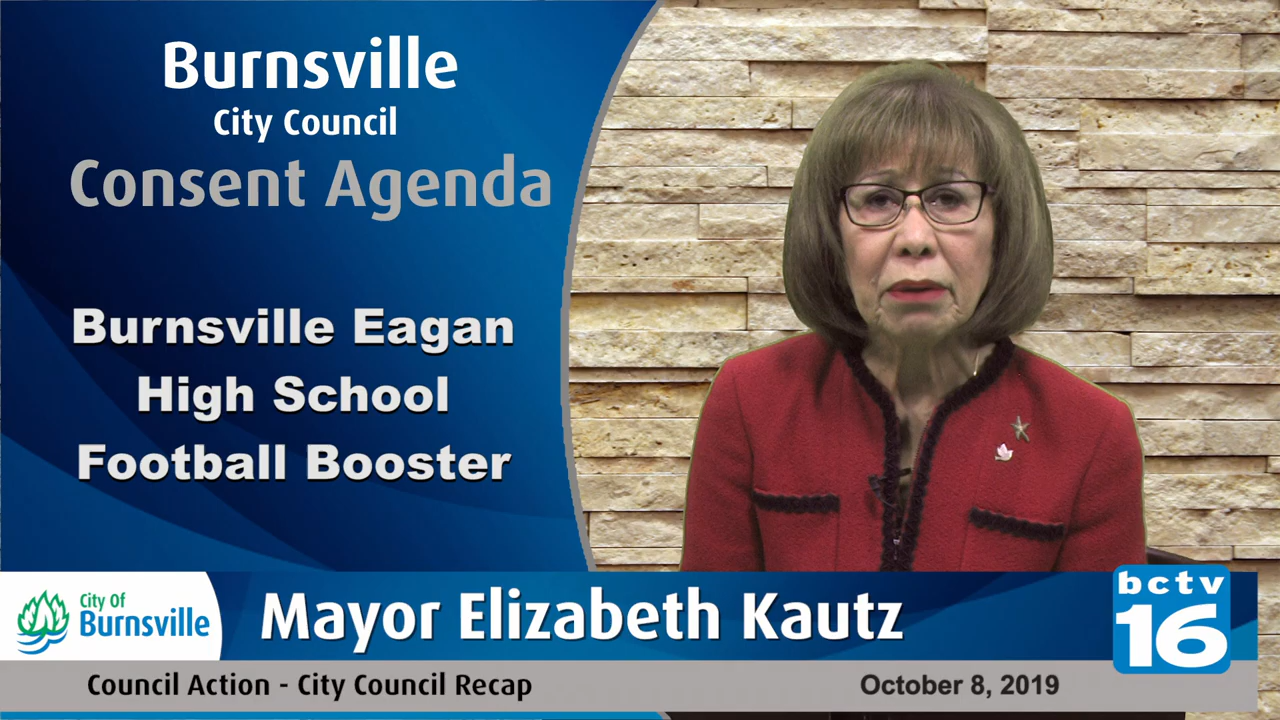 Burnsville
City Council
Consent Agenda
Burnsville Eagan
High School
Football Booster
City Of
Burnsville
Mayor Elizabeth Kautz
bctv
16
Council Action - City Council Recap
October 8, 2019